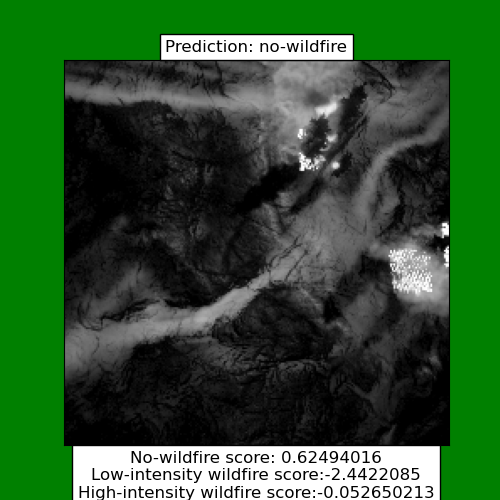 Prediction: no-wildfire
No-wildfire score: 0.62494016
Low-intensity wildfire score:-2.4422085
High-intensity wildfire score:-0.052650213